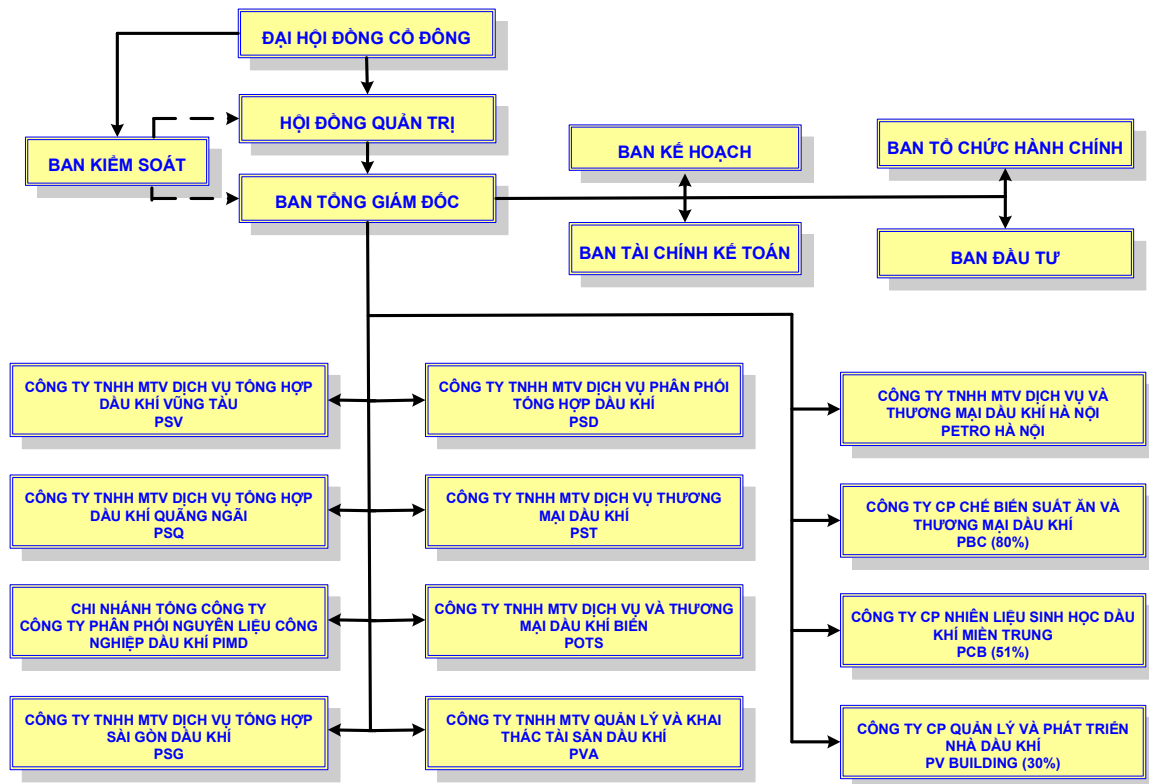 ĐẠI HỘI ĐỒNG CỔ ĐÔNG
HỘI ĐỒNG QUẢN TRỊ
BAN KIỂM SOÁT
BAN TỔNG GIÁM ĐỐC
BAN KẾ HOẠCH
BAN TỔ CHỨC HÀNH CHÍNH
BAN TÀI CHÍNH KẾ TOÁN
BAN ĐẦU TƯ
CÔNG TY TNHH MTV DỊCH VỤ TỔNG HỢP
DẦU KHÍ VŨNG TÀU
PSV
CÔNG TY TNHH MTV DỊCH VỤ PHÂN PHỐI
TỔNG HỢP DẦU KHÍ
PSD
CÔNG TY TNHH MTV DỊCH VỤ VÀ
THƯƠNG MẠI DẦU KHÍ HÀ NỘI
PETRO HÀ NỘI
CÔNG TY TNHH MTV DỊCH VỤ TỔNG HỢP
DẦU KHÍ QUÃNG NGÃI
PSQ
CÔNG TY TNHH MTV DỊCH VỤ THƯƠNG
MẠI DẦU KHÍ
PST
CÔNG TY CP CHẾ BIẾN SUẤT ĂN VÀ
THƯƠNG MẠI DẦU KHÍ
PBC (80%)
CHI NHÁNH TỔNG CÔNG TY
CÔNG TY PHÂN PHỐI NGUYÊN LIỆU CÔNG
NGHIỆP DẦU KHÍ PIMD
CÔNG TY TNHH MTV DỊCH VỤ VÀ THƯƠNG
MẠI DẦU KHÍ BIỂN
POTS
CÔNG TY CP NHIÊN LIỆU SINH HỌC DẦU
KHÍ MIỀN TRUNG
PCB (51%)
CÔNG TY TNHH MTV DỊCH VỤ TỔNG HỢP
SÀI GÒN DẦU KHÍ
PSG
CÔNG TY TNHH MTV QUẢN LÝ VÀ KHAI
THÁC TÀI SẢN DẦU KHÍ
PVA
CÔNG TY CP QUẢN LÝ VÀ PHÁT TRIỂN
NHÀ DẦU KHÍ
PV BUILDING (30%)